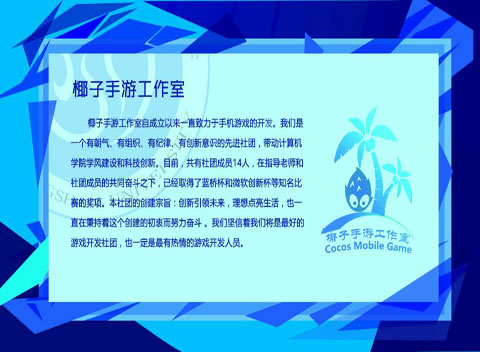 椰子手游工作室
椰子手游工作室自成立以来一直致力于手机游戏的开发。我们是
一个有朝气、有组织、有纪律、有创新意识的先进社团，带动计算机
学院学风建设和科技创新。目前，共有社团成员14人，在指导老师和
社团成员的共同奋斗之下，已经取得了蓝桥杯和微软创新杯等知名比
赛的奖项。本社团的创建宗旨：创新引领未来，理想点亮生活，也一
直在秉持着这个创建的初衷而努力奋斗 。我们坚信着我们将是最好的
游戏开发社团，也一定是最有热情的游戏开发人员。
椰子手游工作室
Cocos Mobile Game